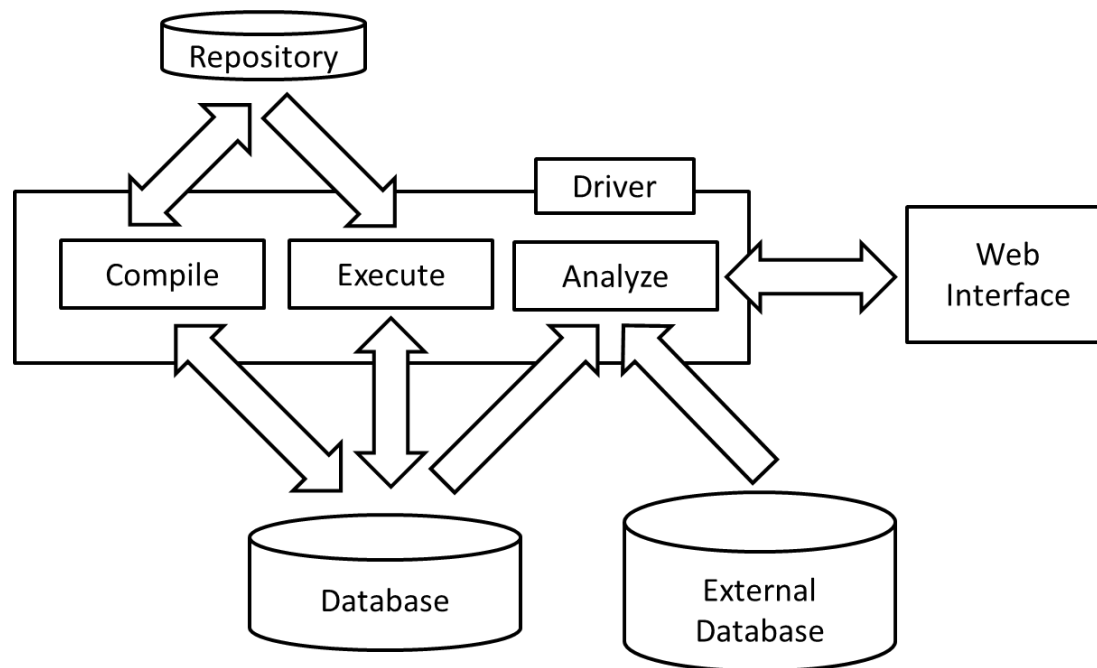 Repository
Driver
Compile
Execute
Analyze
Web
Interface
Database
External
Database